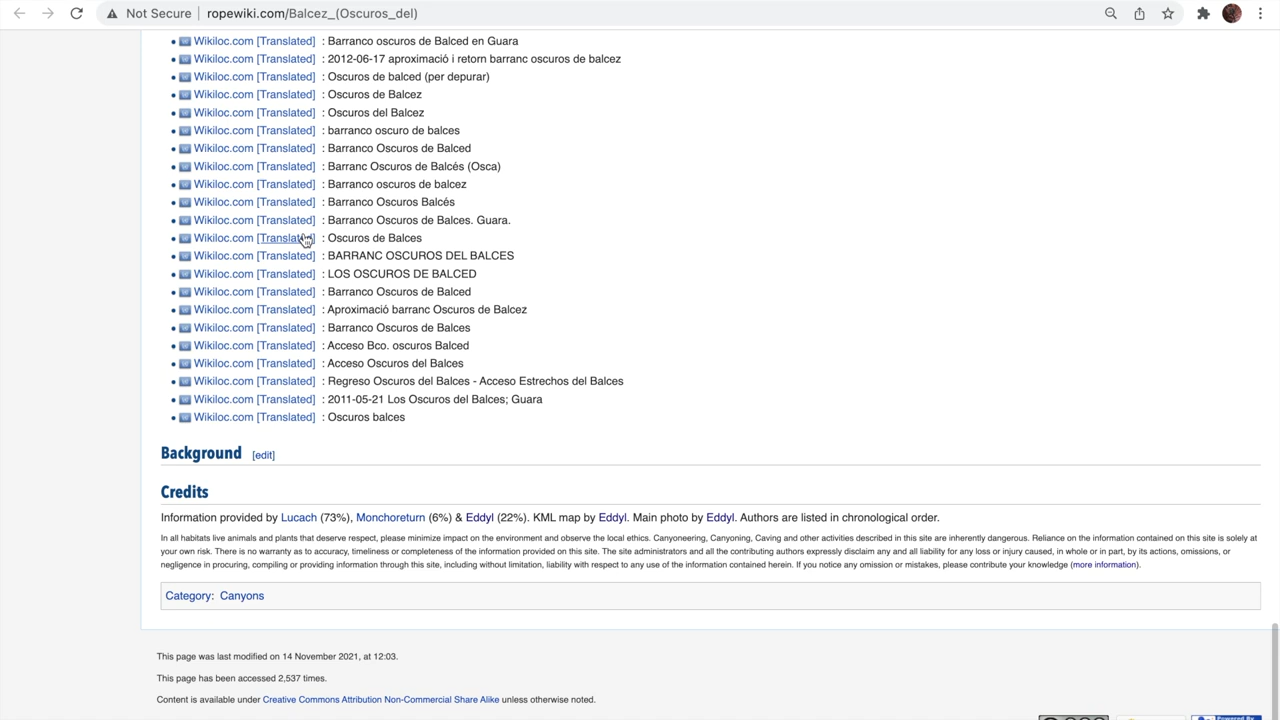 Not Secure ropewiki.com/Balcez_(Oscuros_del)
Wikiloc.com [Translated] : Barranco oscuros de Balced en Guara
Wikiloc.com [Translated] : 2012-06-17 aproximació i retorn barranc oscuros de balcez
Wikiloc.com [Translated] : Oscuros de balced (per depurar)
Wikiloc.com [Translated] : Oscuros de Balcez
Wikiloc.com [Translated] : Oscuros del Balcez
Wikiloc.com [Translated] : barranco oscuro de balces
Wikiloc.com [Translated] : Barranco Oscuros de Balced
Wikiloc.com [Translated] : Barranc Oscuros de Balcés (Osca)
Wikiloc.com [Translated] : Barranco oscuros de balcez
Wikiloc.com [Translated] : Barranco Oscuros Balcés
Wikiloc.com [Translated] : Barranco Oscuros de Balces. Guara.
Wikiloc.com [Translated] : Oscuros de Balces
Wikiloc.com [Translated] : BARRANC OSCUROS DEL BALCES
Wikiloc.com [Translated] : LOS OSCUROS DE BALCED
Wikiloc.com [Translated] : Barranco Oscuros de Balced
Wikiloc.com [Translated] : Aproximació barranc Oscuros de Balcez
Wikiloc.com [Translated] : Barranco Oscuros de Balces
Wikiloc.com [Translated] : Acceso Bco. oscuros Balced
Wikiloc.com [Translated] : Acceso Oscuros del Balces
Wikiloc.com [Translated] : Regreso Oscuros del Balces - Acceso Estrechos del Balces
Wikiloc.com [Translated] : 2011-05-21 Los Oscuros del Balces; Guara
Wikiloc.com [Translated] : Oscuros balces
Background [edit]
Credits
Information provided by Lucach (73%), Monchoreturn (6%) & Eddyl (22%). KML map by Eddyl. Main photo by Eddyl. Authors are listed in chronological order.
In all habitats live animals and plants that deserve respect, please minimize impact on the environment and observe the local ethics. Canyoneering, Canyoning, Caving and other activities described in this site are inherently dangerous. Reliance on the information contained on this site is solely at
your own risk. There is no warranty as to accuracy, timeliness or completeness of the information provided on this site. The site administrators and all the contributing authors expressly disclaim any and all liability for any loss or injury caused, in whole or in part, by its actions, omissions, or
negligence in procuring, compiling or providing information through this site, including without limitation, liability with respect to any use of the information contained herein. If you notice any omission or mistakes, please contribute your knowledge (more information).
Category: Canyons
This page was last modified on 14 November 2021, at 12:03.
This page has been accessed 2,537 times.
Content is available under Creative Commons Attribution Non-Commercial Share Alike unless otherwise noted.
Powered By